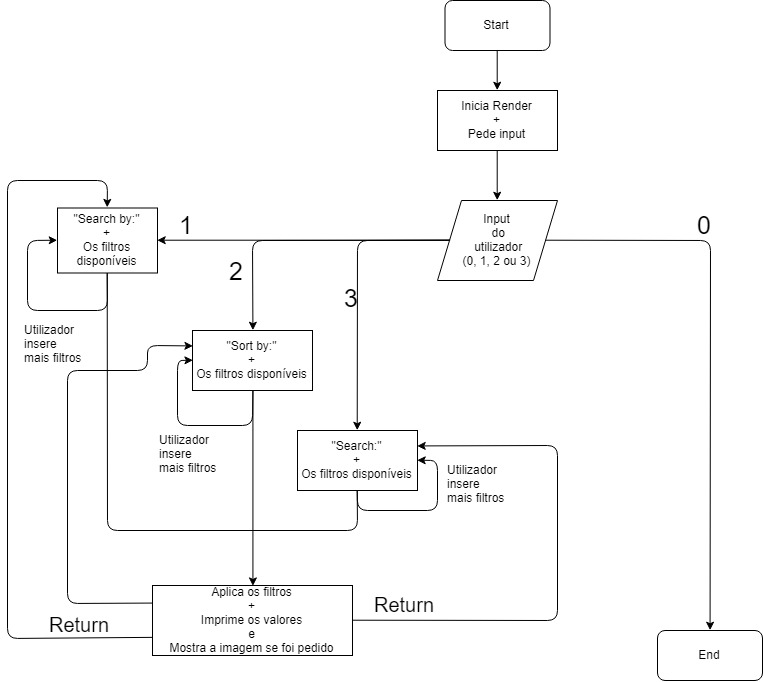 Start
Inicia Render
+
Pede input
Input
do
utilizador
(0, 1, 2 ou 3)
0
1
2
3
"Search by:"
+
Os filtros
disponíveis
Utilizador
insere
mais filtros
"Sort by:"
+
Os filtros disponíveis
Utilizador
insere
mais filtros
"Search:"
+
Os filtros disponíveis
Utilizador
insere
mais filtros
Aplica os filtros
+
Imprime os valores
e
Mostra a imagem se foi pedido
Return
Return
End